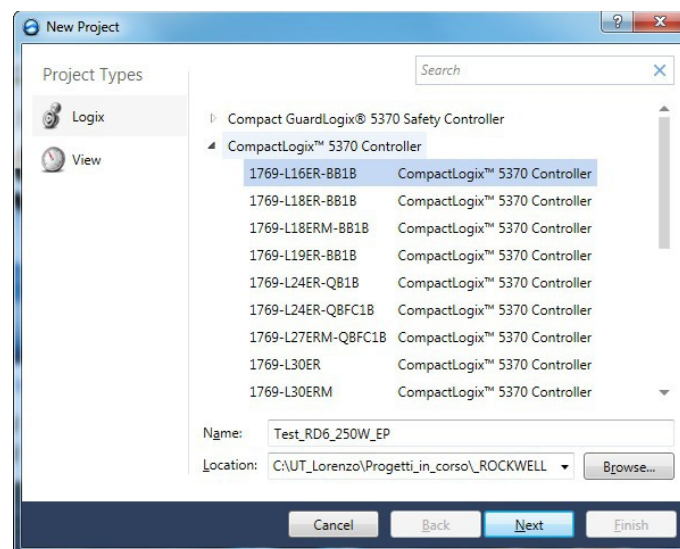 New Project
?
Project Types
Search
Logix
View
Compact GuardLogix® 5370 Safety Controller
CompactLogix™ 5370 Controller
1769-L16ER-BB1B CompactLogix™ 5370 Controller
1769-L18ER-BB1B CompactLogix™ 5370 Controller
1769-L18ERM-BB1B CompactLogix™ 5370 Controller
1769-L19ER-BB1B CompactLogix™ 5370 Controller
1769-L24ER-QB1B CompactLogix™ 5370 Controller
1769-L24ER-QBFC1B CompactLogix™ 5370 Controller
1769-L27ERM-QBFC1B CompactLogix™ 5370 Controller
1769-L30ER CompactLogix™ 5370 Controller
1769-L30ERM CompactLogix™ 5370 Controller
Name: Test_RD6_250W_EP
Location: C:\UT_Lorenzo\Progetti_in_corso\_ROCKWELL Browse...
Cancel Back Next Finish